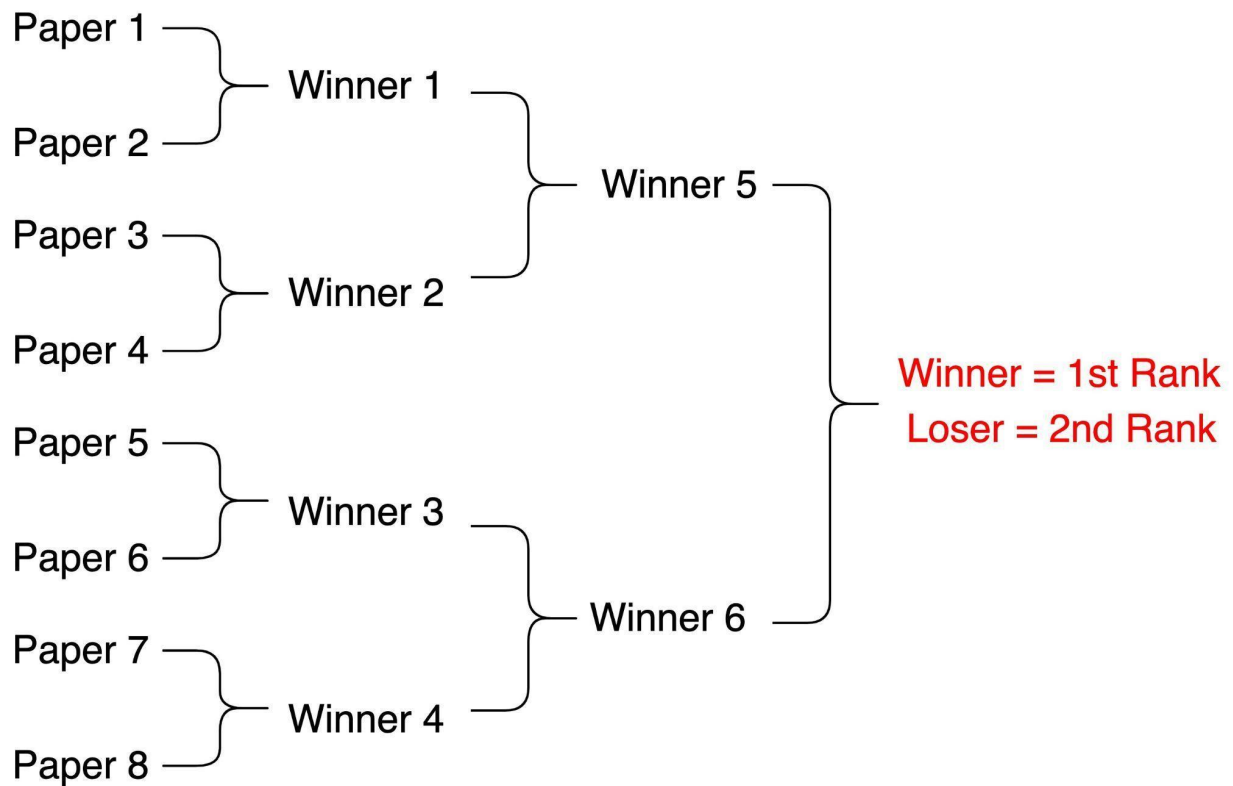 Paper 1
Winner 1
Paper 2
Winner 5
Paper 3
Winner 2
Paper 4
Winner = 1st Rank
Loser = 2nd Rank
Paper 5
Winner 3
Paper 6
Winner 6
Paper 7
Winner 4
Paper 8